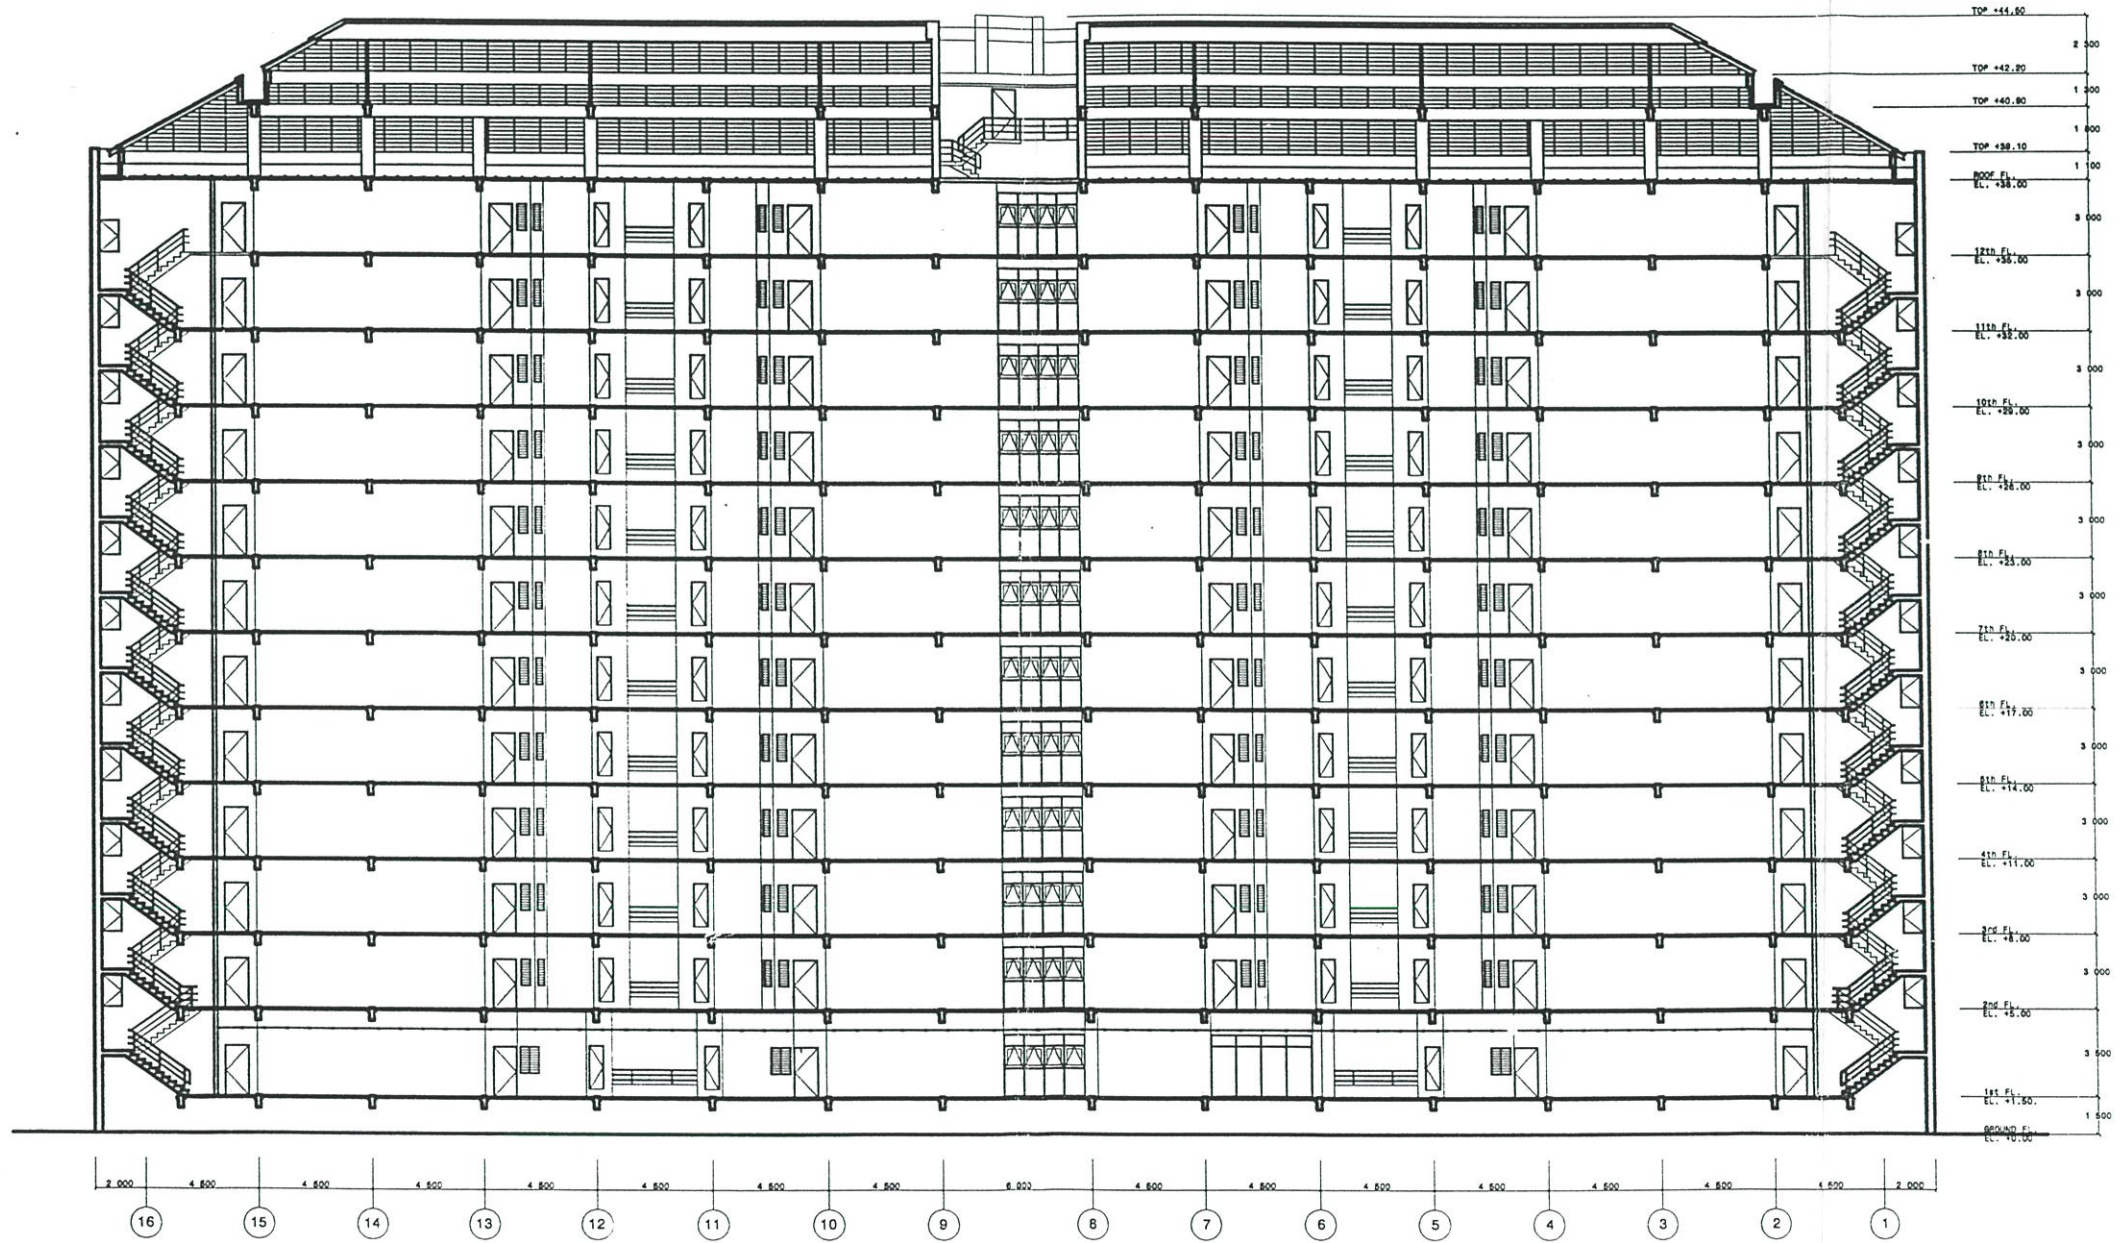 TOP +44.50
2 300
TOP +42.20
1 300
TOP +40.90
1 800
TOP +39.10
1 100
ROOF FL.
EL. +38.00
3 000
12th FL.
EL. +35.00
3 000
11th FL.
EL. +32.00
3 000
10th FL.
EL. +29.00
3 000
9th FL.
EL. +26.00
3 000
8th FL.
EL. +23.00
3 000
7th FL.
EL. +20.00
3 000
6th FL.
EL. +17.00
3 000
5th FL.
EL. +14.00
3 000
4th FL.
EL. +11.00
3 000
3rd FL.
EL. +8.00
3 000
2nd FL.
EL. +5.00
3 500
1st FL.
EL. +1.50
1 500
GROUND FL.
EL. +0.00
2 000 4 500 4 500 4 500 4 500 4 500 4 500 6 000 4 500 4 500 4 500 4 500 4 500 4 500 4 500 2 000
16 15 14 13 12 11 10 9 8 7 6 5 4 3 2 1